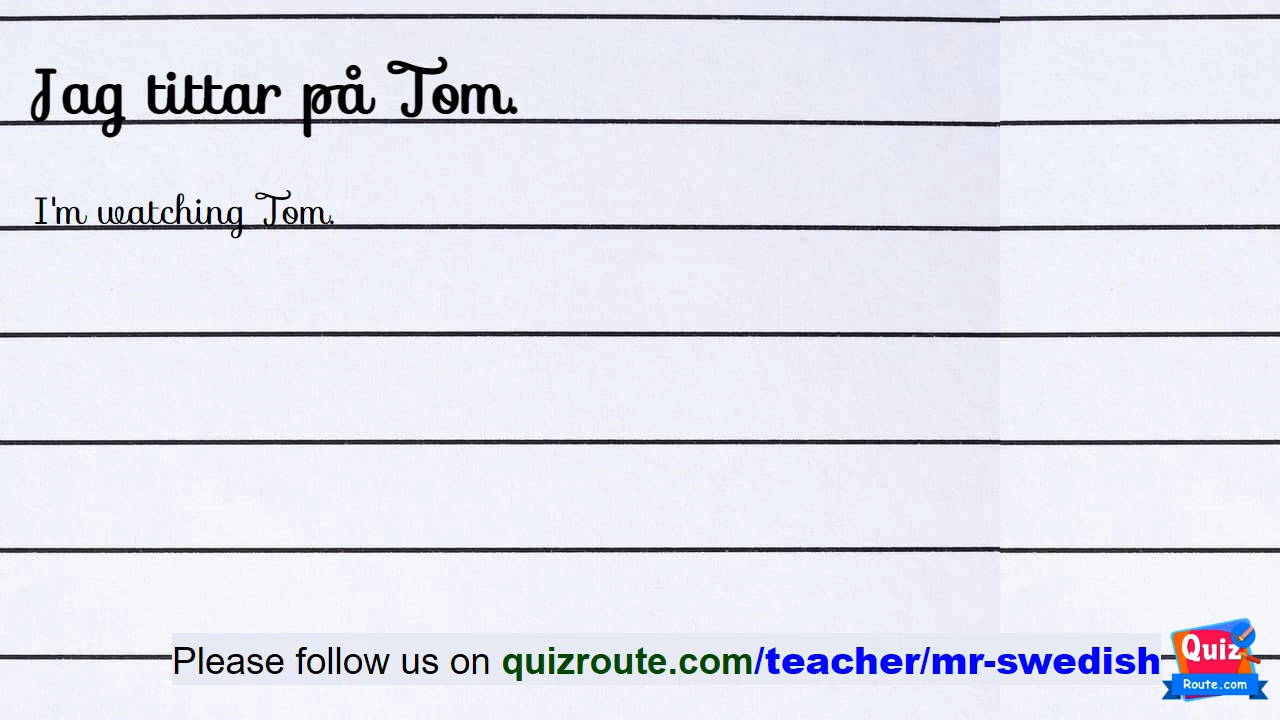 Jag tittar på Tom.
I'm watching Tom.
Please follow us on quizroute.com/teacher/mr-swedish
Quiz
Route.com